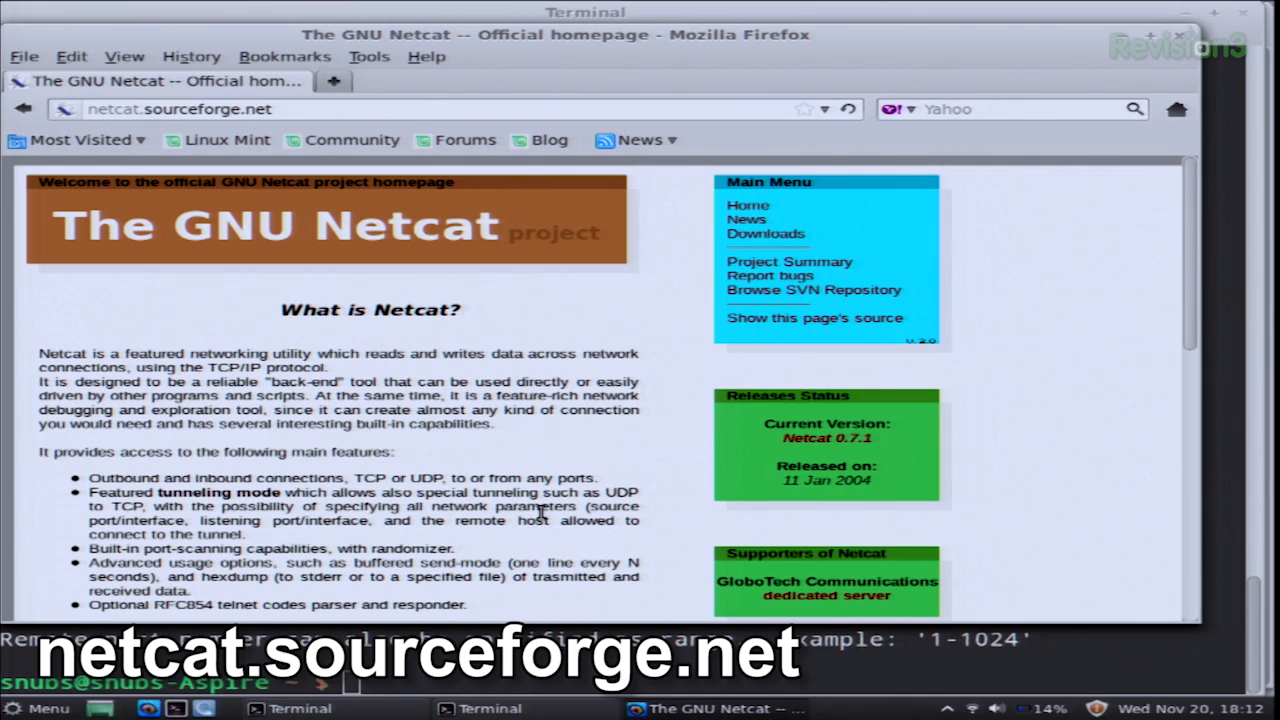 Terminal
The GNU Netcat -- Official homepage - Mozilla Firefox
Revision3
File Edit View History Bookmarks Tools Help
The GNU Netcat -- Official hom...
netcat.sourceforge.net
Yahoo
Most Visited Linux Mint Community Forums Blog News
Welcome to the official GNU Netcat project homepage
The GNU Netcat project
What is Netcat?
Netcat is a featured networking utility which reads and writes data across network
connections, using the TCP/IP protocol.
It is designed to be a reliable "back-end" tool that can be used directly or easily
driven by other programs and scripts. At the same time, it is a feature-rich network
debugging and exploration tool, since it can create almost any kind of connection
you would need and has several interesting built-in capabilities.
It provides access to the following main features:
Outbound and inbound connections, TCP or UDP, to or from any ports.
Featured tunneling mode which allows also special tunneling such as UDP
to TCP, with the possibility of specifying all network parameters (source
port/interface, listening port/interface, and the remote host allowed to
connect to the tunnel.
Built-in port-scanning capabilities, with randomizer.
Advanced usage options, such as buffered send-mode (one line every N
seconds), and hexdump (to stderr or to a specified file) of trasmitted and
received data.
Optional RFC854 telnet codes parser and responder.
Main Menu
Home
News
Downloads
Project Summary
Report bugs
Browse SVN Repository
Show this page's source
v. 2.0
Releases Status
Current Version:
Netcat 0.7.1
Released on:
11 Jan 2004
Supporters of Netcat
GloboTech Communications
dedicated server
Remote example: '1-1024'
netcat.sourceforge.net
snubs@snubs-Aspire ~ $
Menu Terminal Terminal The GNU Netcat -- ... 14% Wed Nov 20, 18:12